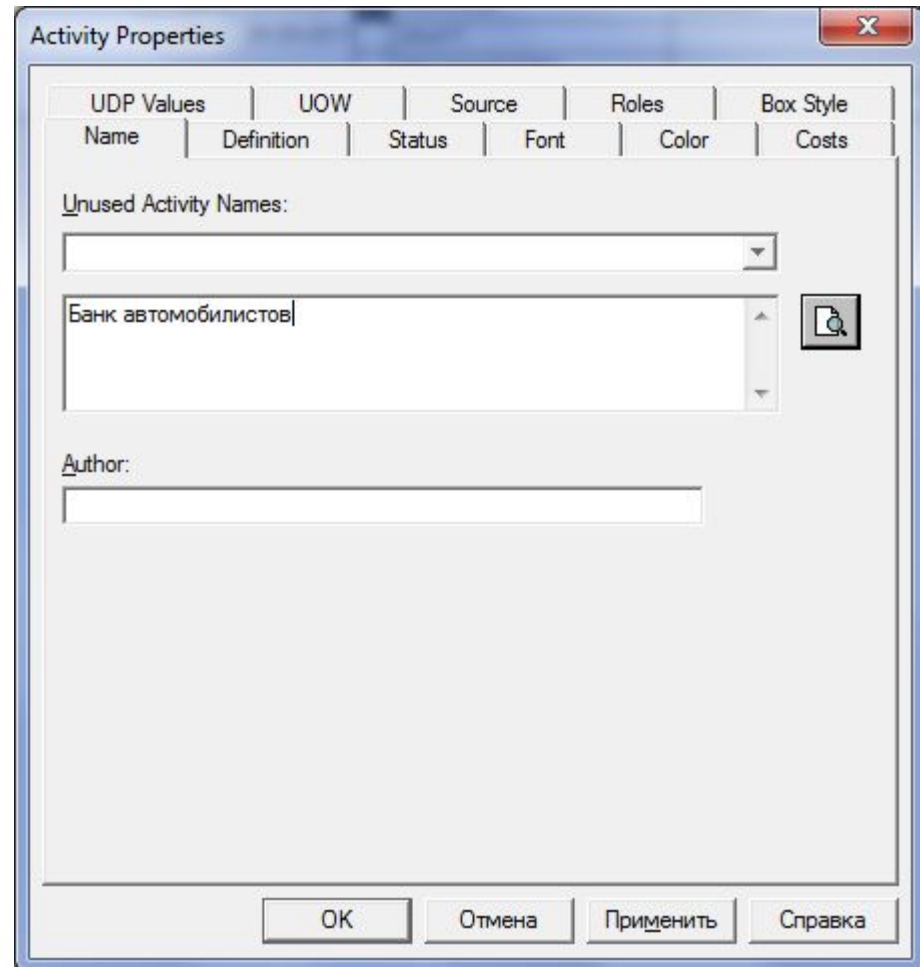 Activity Properties
UDP Values UOW Source Roles Box Style
Name Definition Status Font Color Costs
Unused Activity Names:
Банк автомобилистов
Author:
OK Отмена Применить Справка